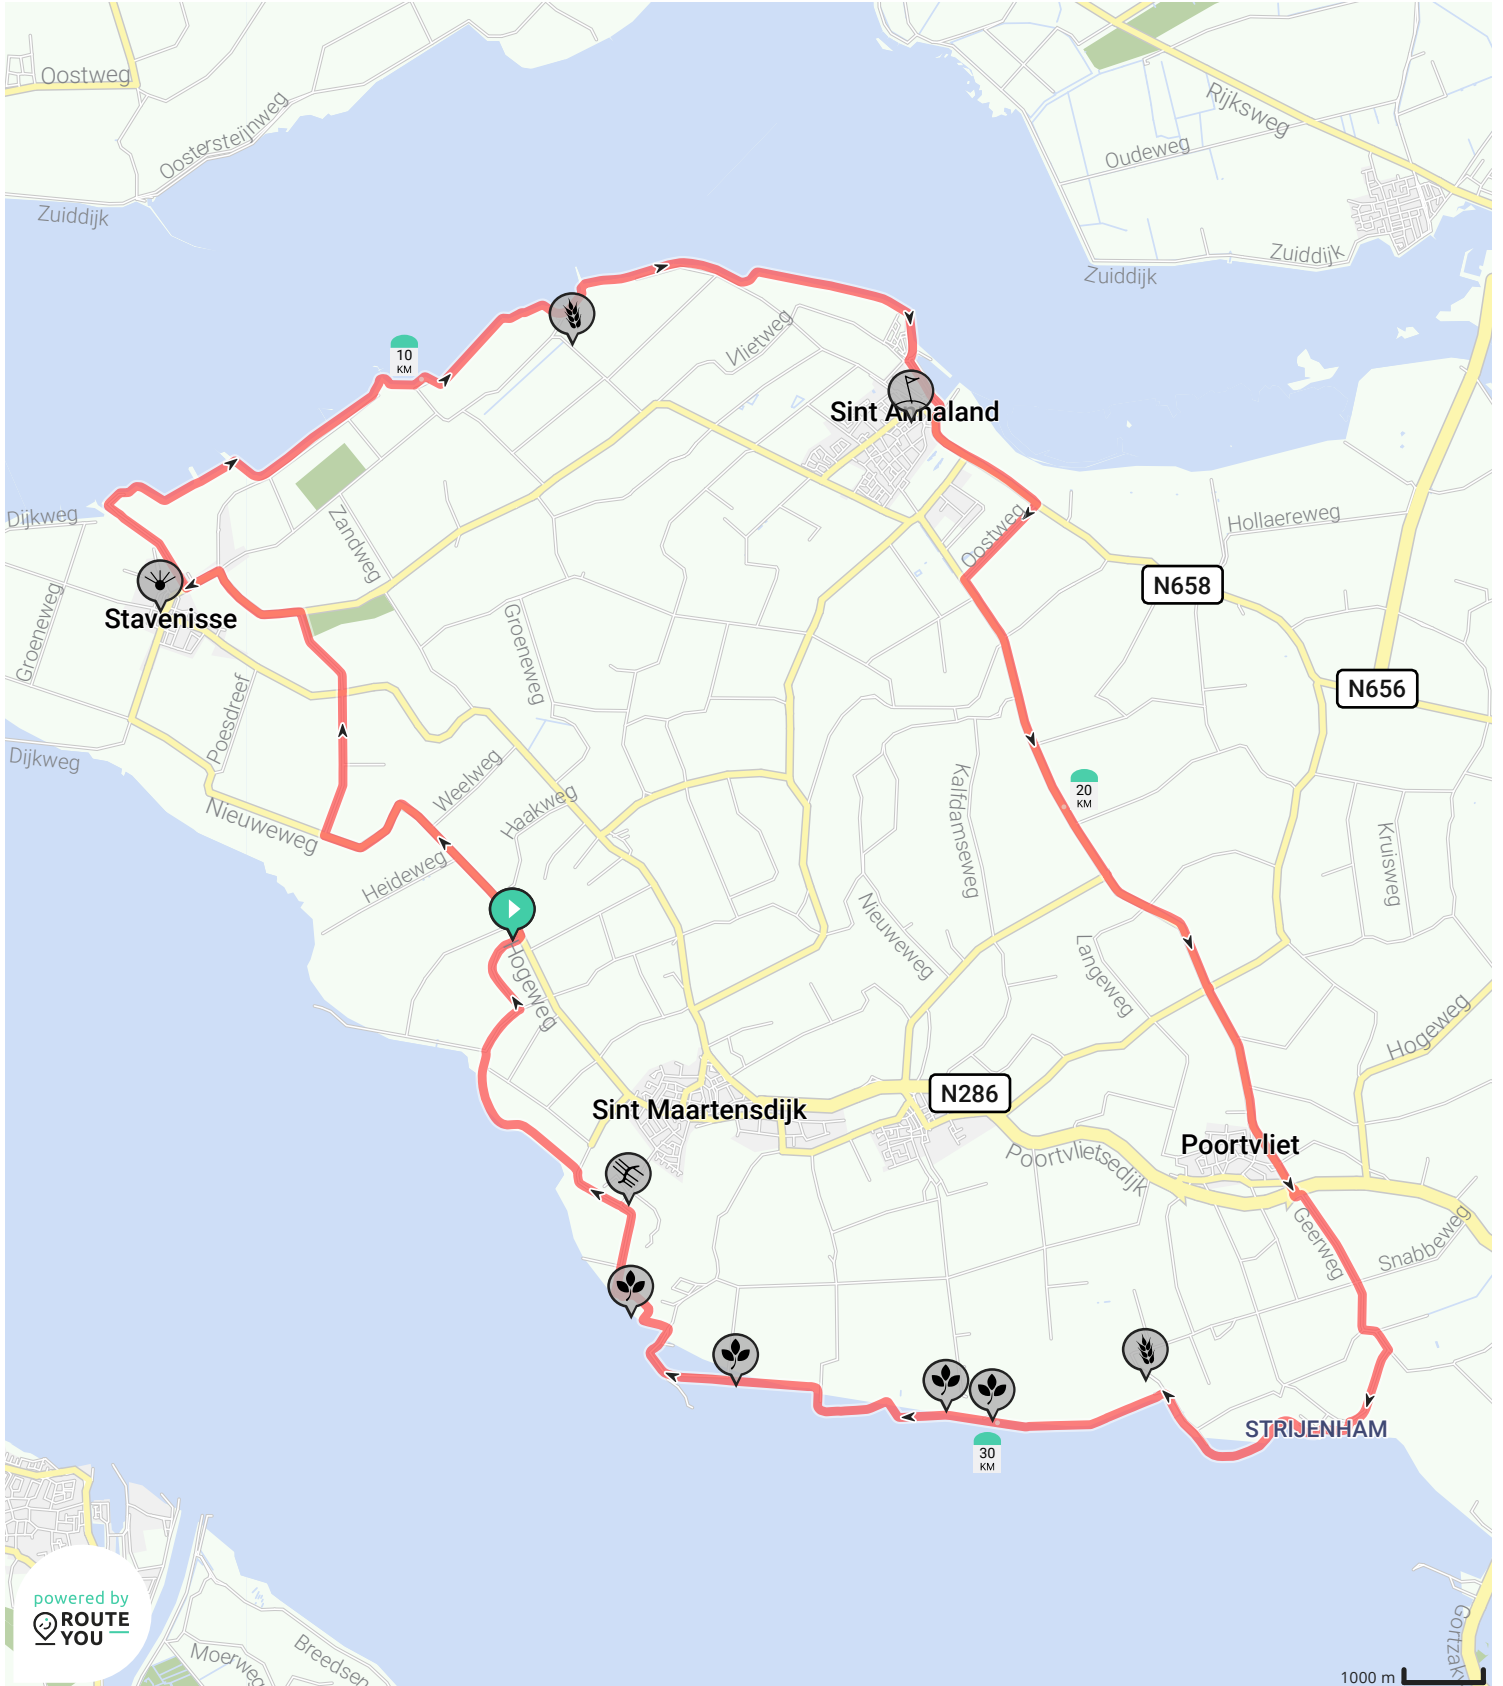 Oostweg
Oostersteijnweg
Zuiddijk
Rijksweg
Oudeweg
Zuiddijk
Zuiddijk
10
KM
Nietweg
Sint Annaland
Dijkweg
Zandweg
Oostweg
Hollaereweg
N658
Stavenisse
Groeneweg
Groeneweg
N656
Poesdreef
Dijkweg
Weelweg
Haakweg
Kalfdamseweg
20
KM
Nieuweweg
Heideweg
Kruisweg
Nieuweweg
Langeweg
Hogeweg
Hogeweg
N286
Sint Maartensdijk
Poortvliet
Poortvlietsedijk
Geerweg
Snabbeweg
STRIJENHAM
30
KM
powered by
ROUTE
YOU
Moerweg
Breedsen
Gortzak
1000 m